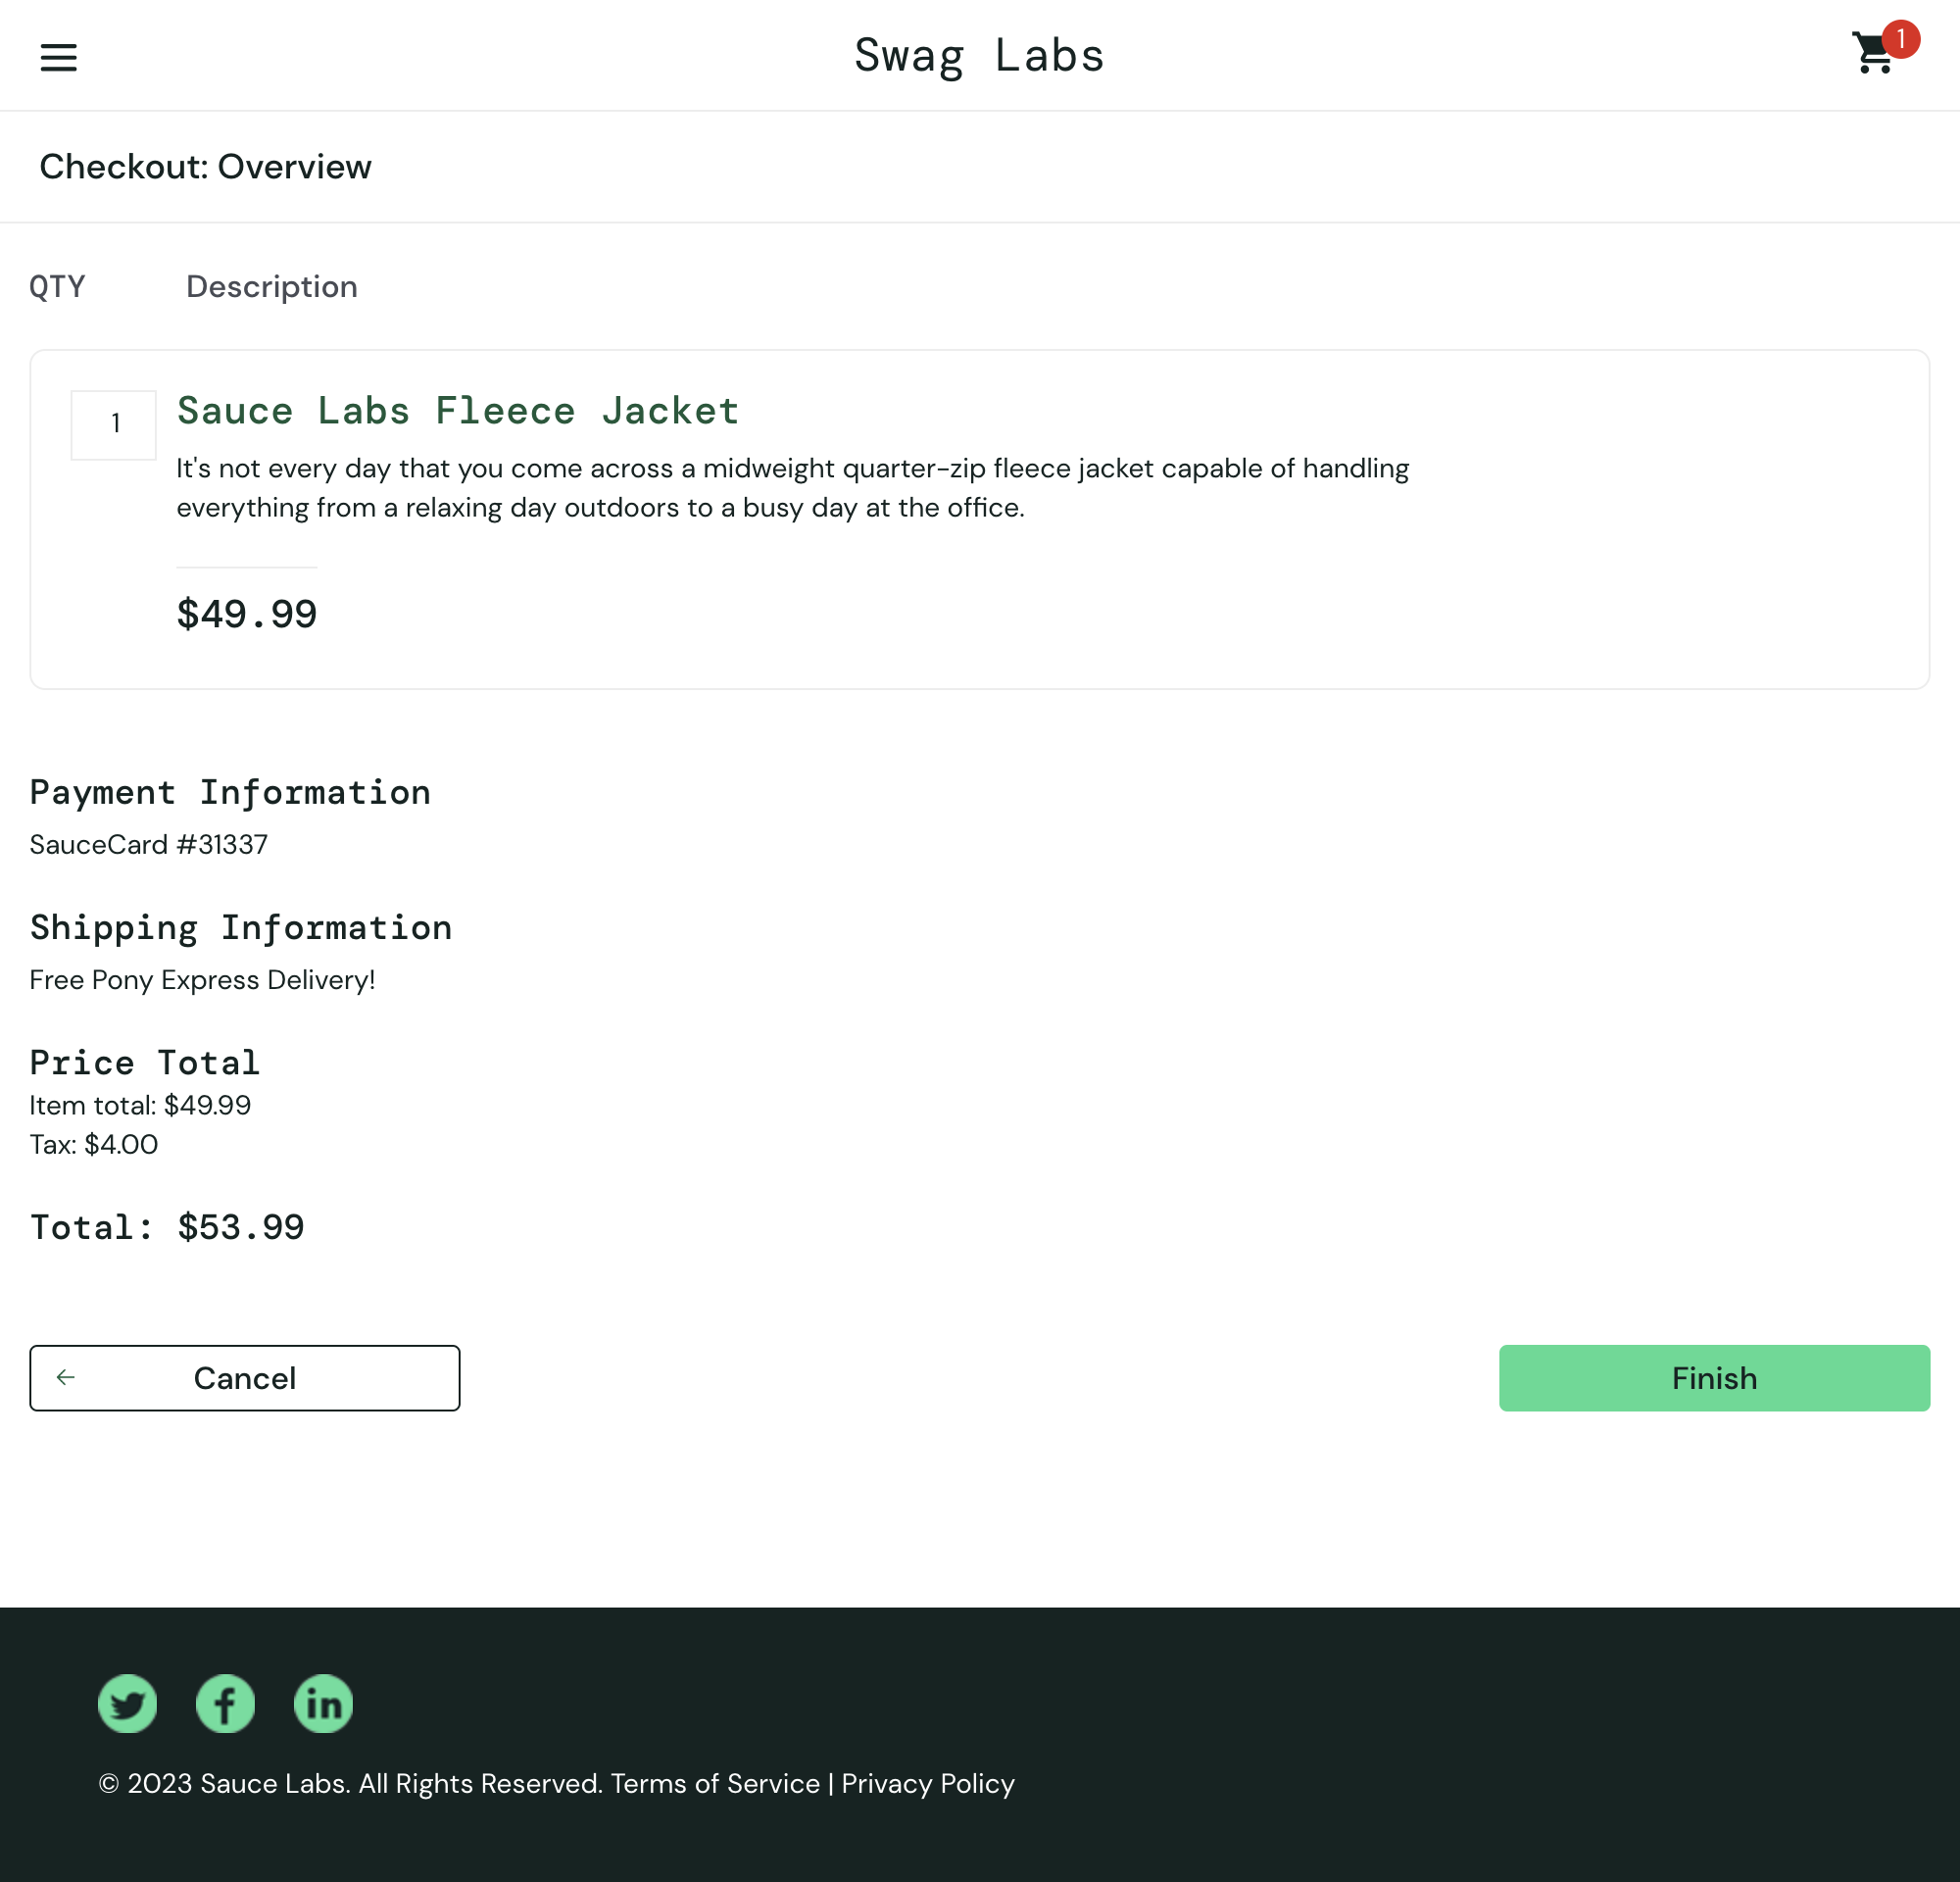 Swag Labs
1
Checkout: Overview
QTY Description
1
Sauce Labs Fleece Jacket
It's not every day that you come across a midweight quarter-zip fleece jacket capable of handling
everything from a relaxing day outdoors to a busy day at the office.
$49.99
Payment Information
SauceCard #31337
Shipping Information
Free Pony Express Delivery!
Price Total
Item total: $49.99
Tax: $4.00
Total: $53.99
Cancel
Finish
© 2023 Sauce Labs. All Rights Reserved. Terms of Service | Privacy Policy